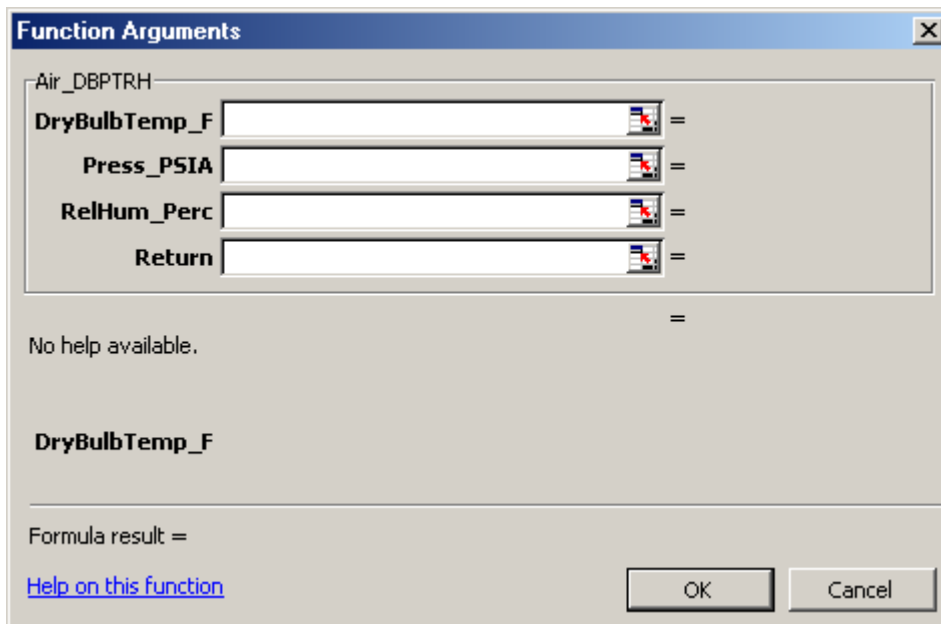 Function Arguments
Air_DBPTRH
DryBulbTemp_F =
Press_PSIA =
RelHum_Perc =
Return =
=
No help available.
DryBulbTemp_F
Formula result =
Help on this function
OK Cancel